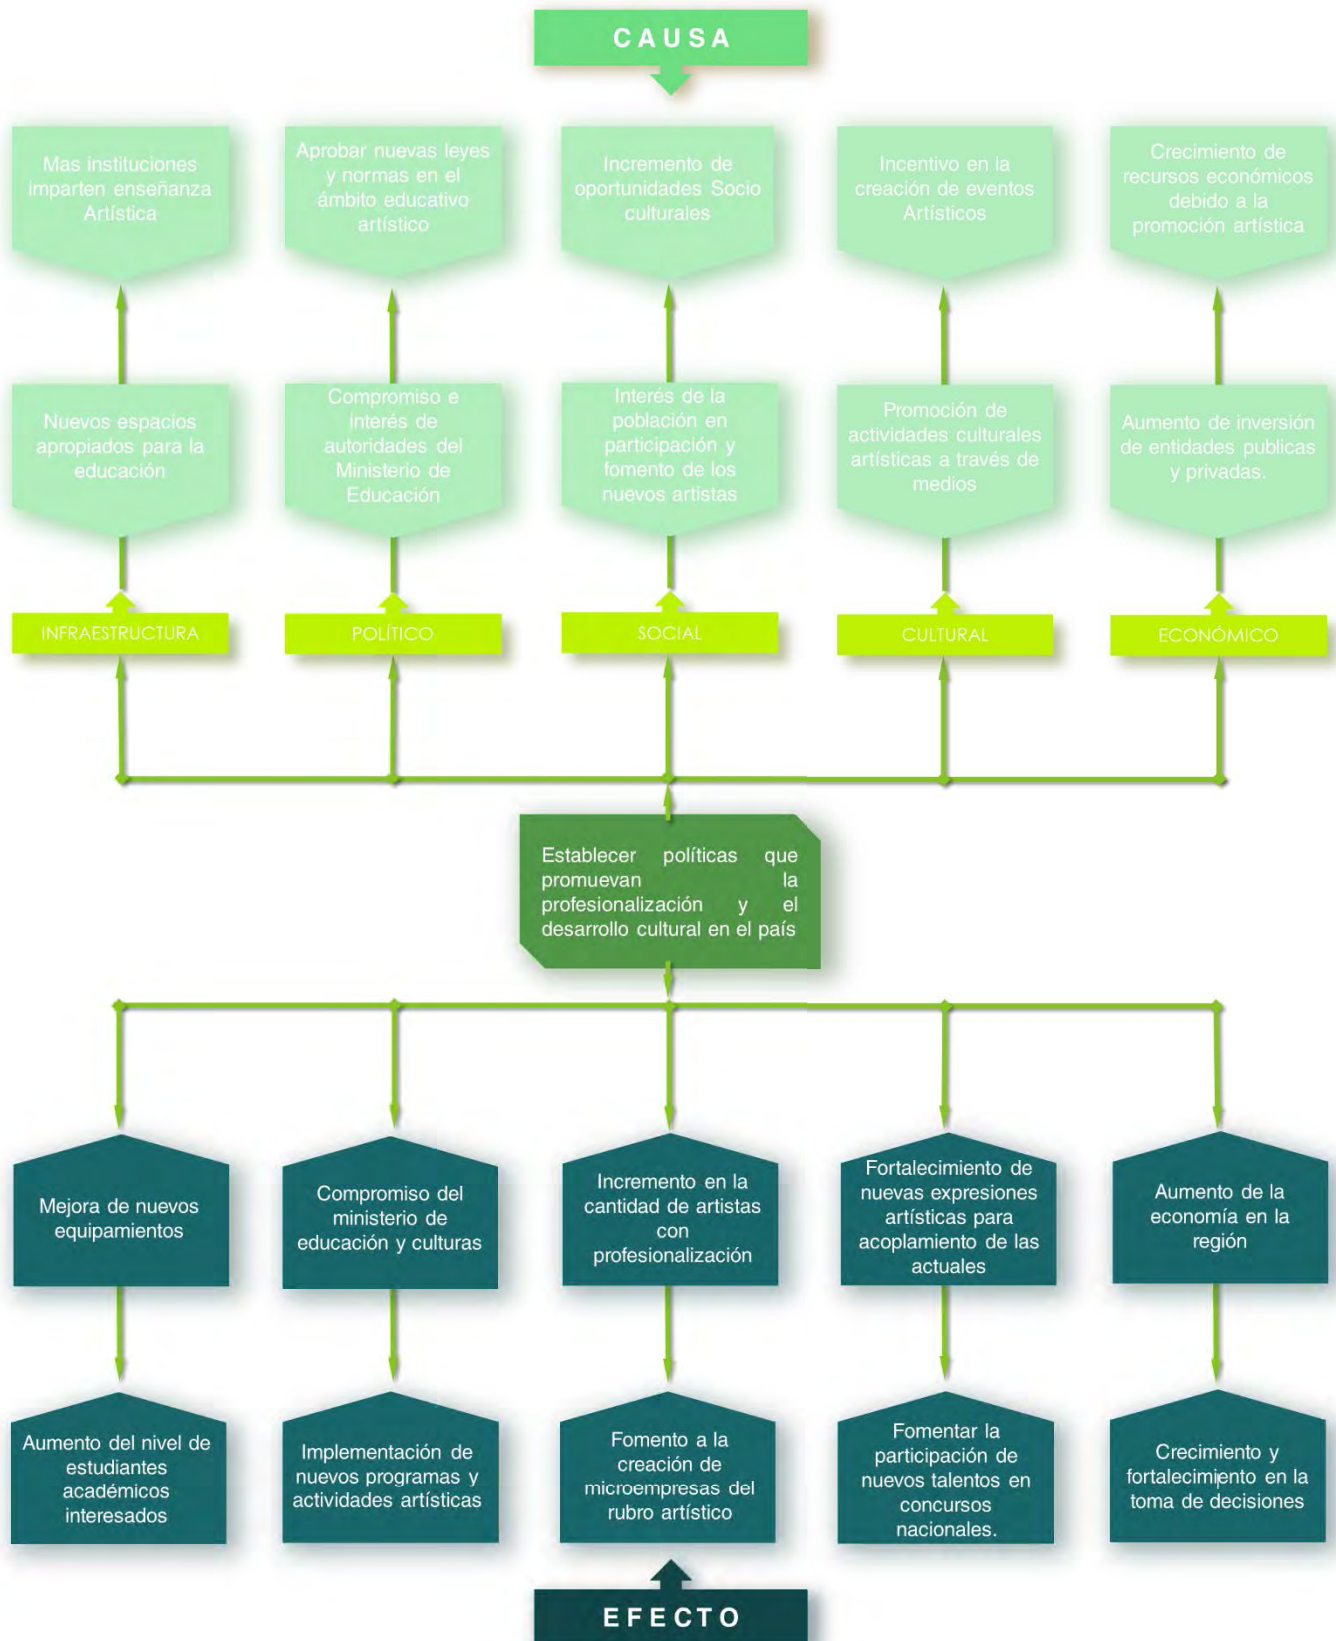 CAUSA
Mas instituciones
imparten enseñanza
Artística
Aprobar nuevas leyes
y normas en el
ámbito educativo
artístico
Incremento de
oportunidades Socio
culturales
Incentivo en la
creación de eventos
Artísticos
Crecimiento de
recursos económicos
debido a la
promoción artística
Nuevos espacios
apropiados para la
educación
Compromiso e
interés de
autoridades del
Ministerio de
Educación
Interés de la
población en
participación y
fomento de los
nuevos artistas
Promoción de
actividades culturales
artísticas a través de
medios
Aumento de inversión
de entidades publicas
y privadas.
INFRAESTRUCTURA
POLÍTICO
SOCIAL
CULTURAL
ECONÓMICO
Establecer políticas que
promuevan la
profesionalización y el
desarrollo cultural en el país
Mejora de nuevos
equipamientos
Compromiso del
ministerio de
educación y culturas
Incremento en la
cantidad de artistas
con
profesionalización
Fortalecimiento de
nuevas expresiones
artísticas para
acoplamiento de las
actuales
Aumento de la
economía en la
región
Aumento del nivel de
estudiantes
académicos
interesados
Implementación de
nuevos programas y
actividades artísticas
Fomento a la
creación de
microempresas del
rubro artístico
Fomentar la
participación de
nuevos talentos en
concursos
nacionales.
Crecimiento y
fortalecimiento en la
toma de decisiones
EFECTO